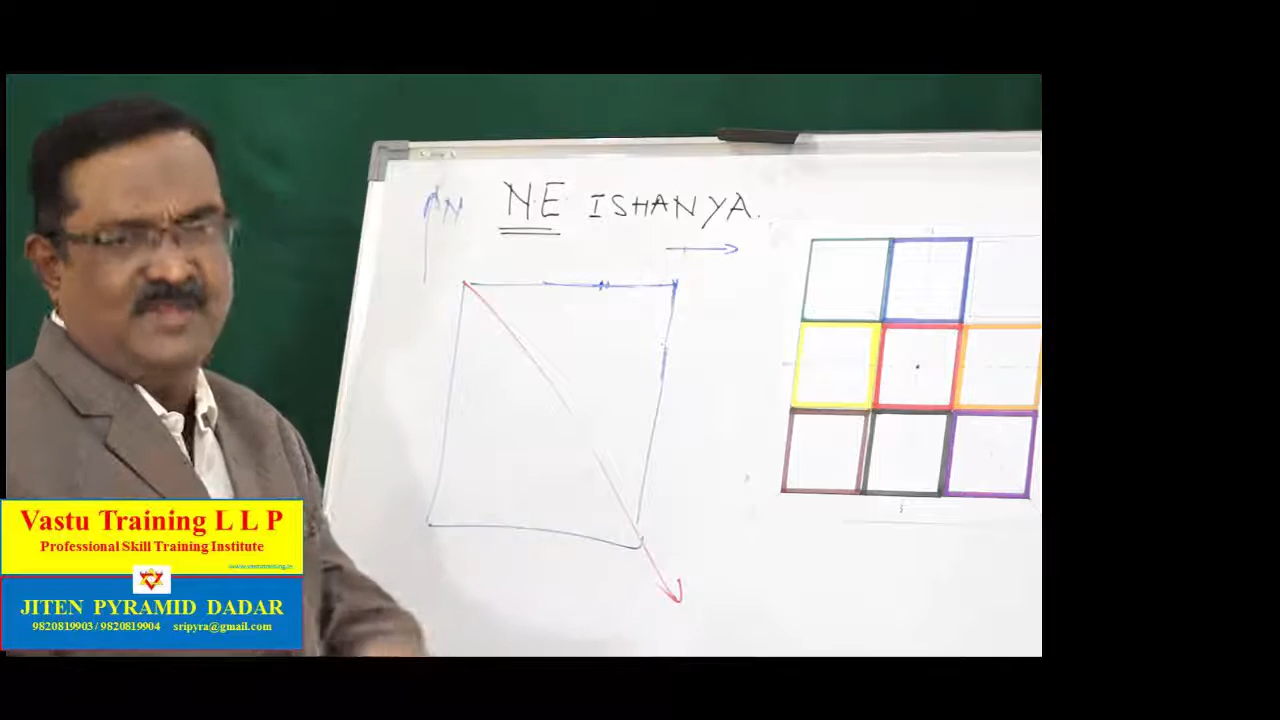 N NE ISHANYA.
Vastu Training L L P
Professional Skill Training Institute
JITEN PYRAMID DADAR
9820819903 / 9820819904 sripyra@gmail.com